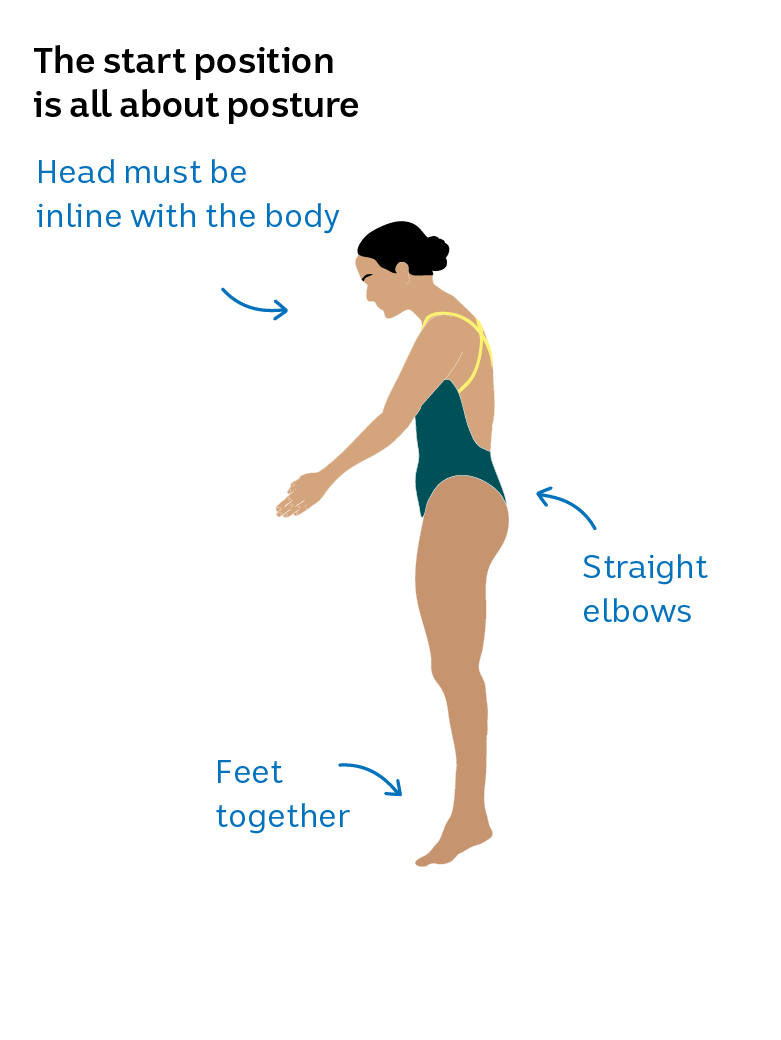 The start position
is all about posture
Head must be
inline with the body
Straight
elbows
Feet
together